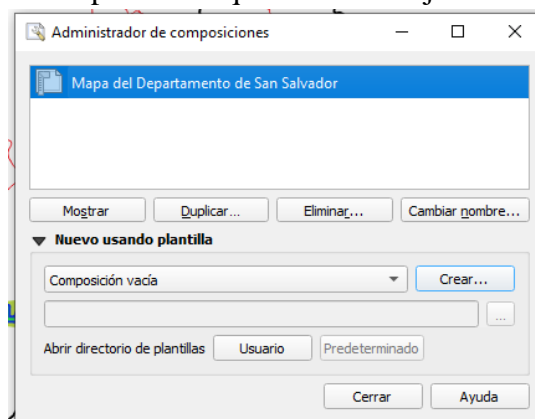 Administrador de composiciones
Mapa del Departamento de San Salvador
Mostrar Duplicar... Eliminar... Cambiar nombre...
Nuevo usando plantilla
Composición vacía Crear...
...
Abrir directorio de plantillas Usuario Predeterminado
Cerrar Ayuda